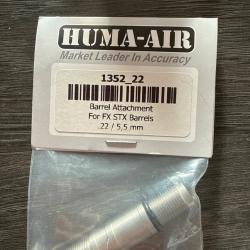 HUMA-AIR
Market Leader In Accuracy
1352_22
Barrel Attachment
For FX STX Barrels
.22 / 5,5 mm